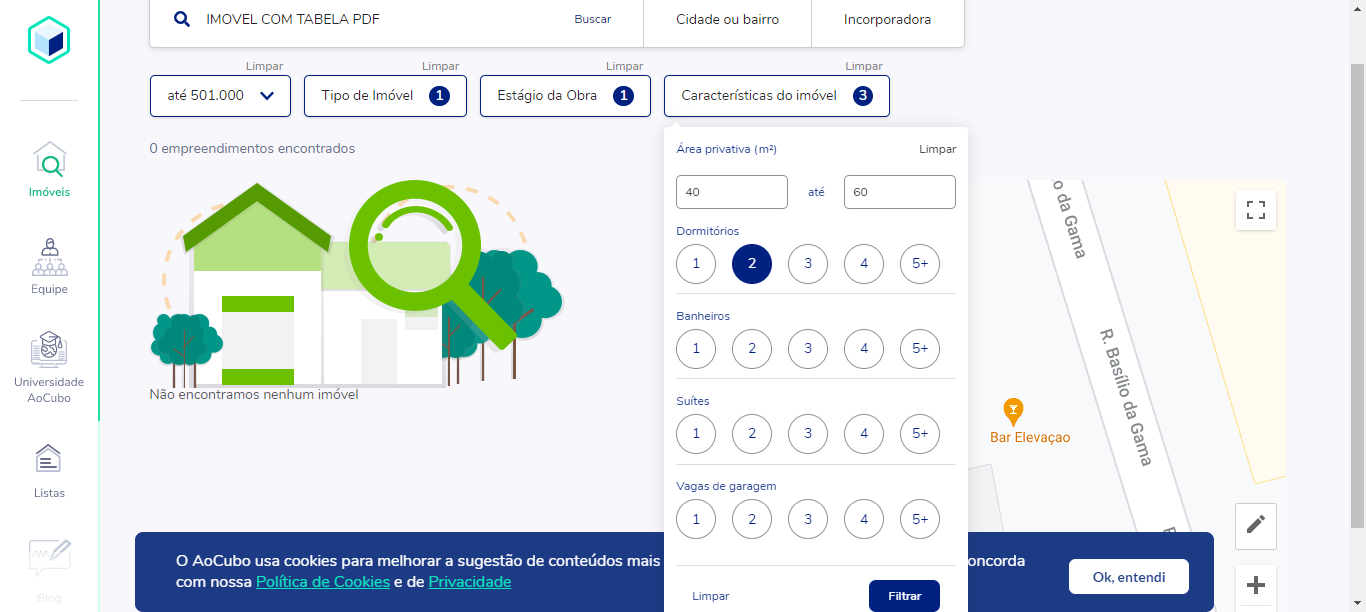 IMOVEL COM TABELA PDF
Buscar
Cidade ou bairro
Incorporadora
Limpar
Limpar
Limpar
Limpar
até 501.000
Tipo de Imóvel 1
Estágio da Obra 1
Características do imóvel 3
0 empreendimentos encontrados
Não encontramos nenhum imóvel
Imóveis
Equipe
Universidade
AoCubo
Listas
Blog
Área privativa (m²)
Limpar
40 até 60
Dormitórios
1 2 3 4 5+
Banheiros
1 2 3 4 5+
Suítes
1 2 3 4 5+
Vagas de garagem
1 2 3 4 5+
Limpar
Filtrar
o da Gama
R. Basílio da Gama
Bar Elevaçao
O AoCubo usa cookies para melhorar a sugestão de conteúdos mais
oncorda
com nossa Política de Cookies e de Privacidade
Ok, entendi